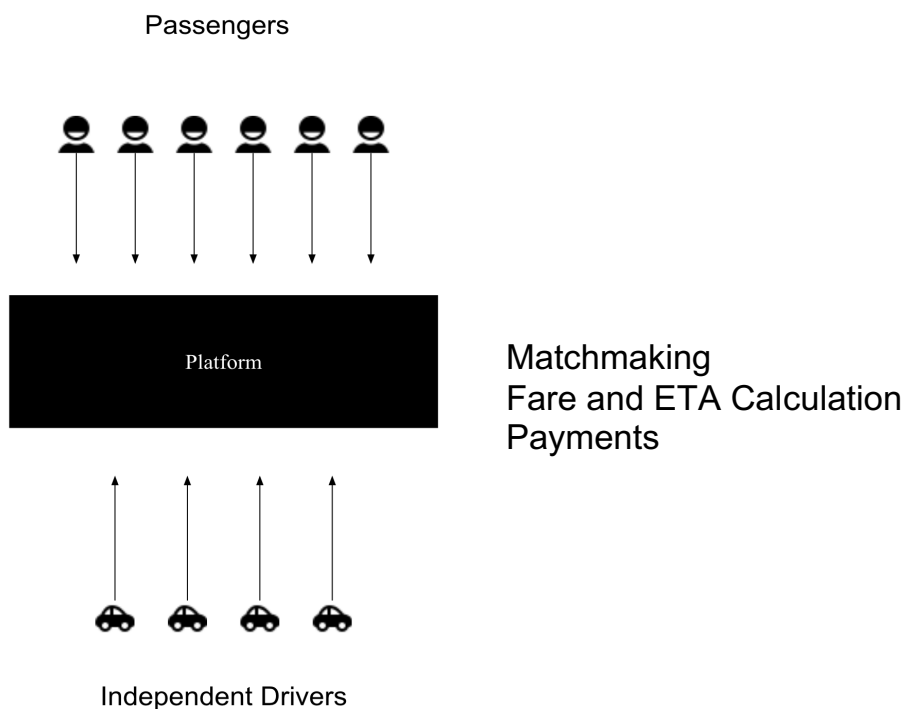 Passengers
Platform
Matchmaking
Fare and ETA Calculation
Payments
Independent Drivers